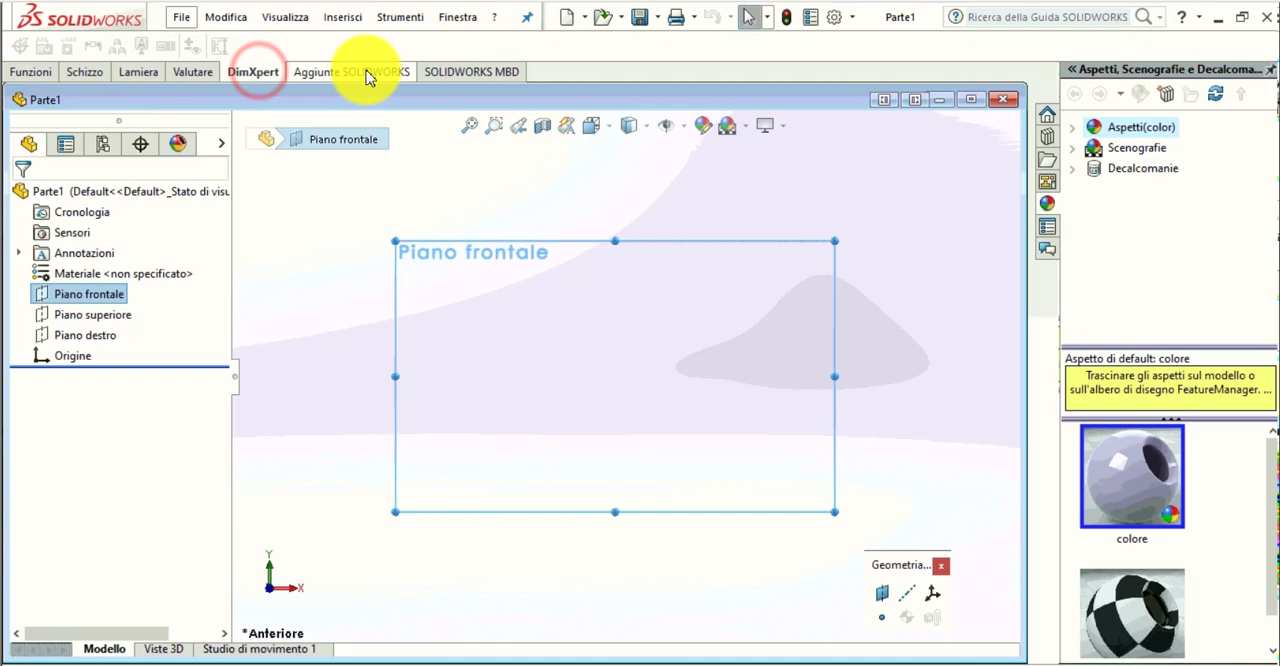 SOLIDWORKS File Modifica Visualizza Inserisci Strumenti Finestra ? Parte1 Ricerca della Guida SOLIDWORKS ?
Funzioni Schizzo Lamiera Valutare DimXpert Aggiunte SOLIDWORKS SOLIDWORKS MBD
Aspetti, Scenografie e Decalcoma...
Parte1
Piano frontale
Aspetti(color)
Scenografie
Decalcomanie
Parte1 (Default<<Default>_Stato di visu
Cronologia
Sensori
Annotazioni
Materiale <non specificato>
Piano frontale
Piano superiore
Piano destro
Origine
Piano frontale
Aspetto di default: colore
Trascinare gli aspetti sul modello o
sull'albero di disegno FeatureManager. ...
colore
Geometria...
Y
X
*Anteriore
Modello Viste 3D Studio di movimento 1